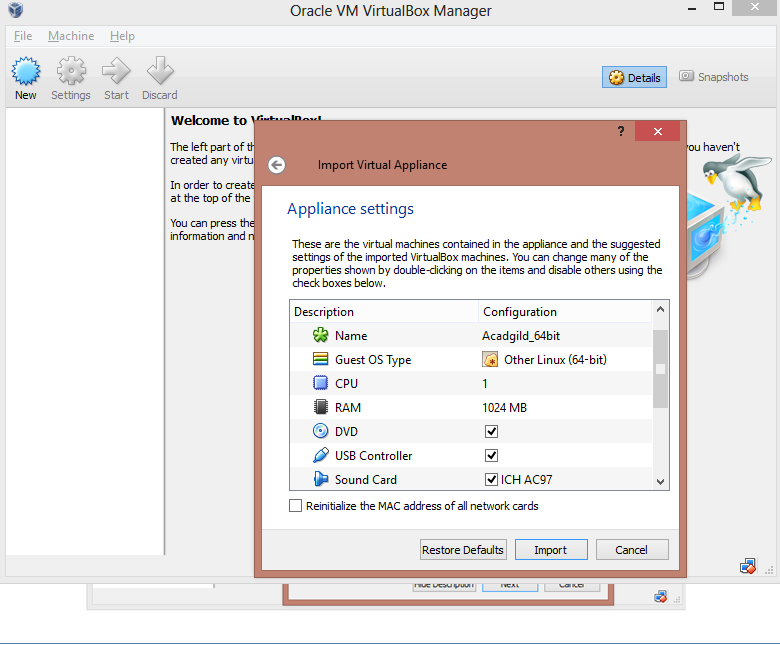 Oracle VM VirtualBox Manager
File Machine Help
New Settings Start Discard
Details Snapshots
Welcome to VirtualBox!
The left part of th
ou haven't
created any virtu
In order to create
at the top of the
You can press the
information and n
?
Import Virtual Appliance
Appliance settings
These are the virtual machines contained in the appliance and the suggested
settings of the imported VirtualBox machines. You can change many of the
properties shown by double-clicking on the items and disable others using the
check boxes below.
Description Configuration
Name Acadgild_64bit
Guest OS Type Other Linux (64-bit)
CPU 1
RAM 1024 MB
DVD
USB Controller
Sound Card ICH AC97
Reinitialize the MAC address of all network cards
Restore Defaults Import Cancel
Hide Description Next Cancel